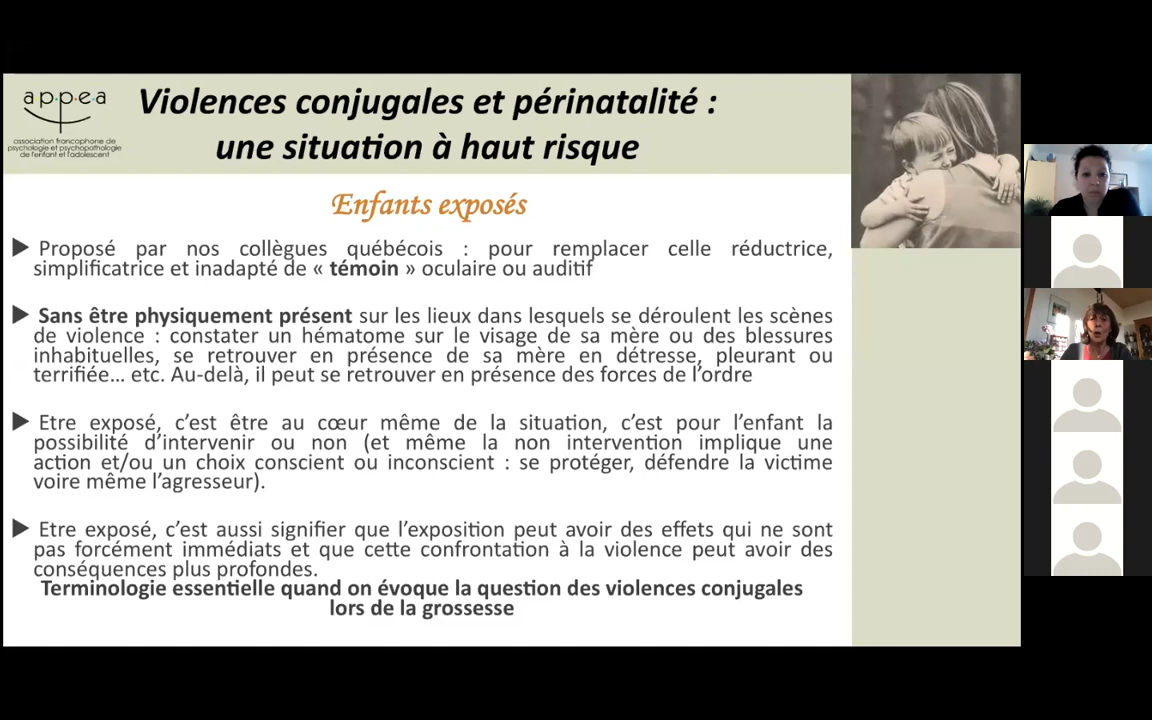 a·p·p·e·a
association francophone de
psychologie et psychopathologie
de l'enfant et l'adolescent
Violences conjugales et périnatalité :
une situation à haut risque
Enfants exposés
▶ Proposé par nos collègues québécois : pour remplacer celle réductrice,
simplificatrice et inadapté de « témoin » oculaire ou auditif
▶ Sans être physiquement présent sur les lieux dans lesquels se déroulent les scènes
de violence : constater un hématome sur le visage de sa mère ou des blessures
inhabituelles, se retrouver en présence de sa mère en détresse, pleurant ou
terrifiée… etc. Au-delà, il peut se retrouver en présence des forces de l'ordre
▶ Etre exposé, c'est être au cœur même de la situation, c'est pour l'enfant la
possibilité d'intervenir ou non (et même la non intervention implique une
action et/ou un choix conscient ou inconscient : se protéger, défendre la victime
voire même l'agresseur).
▶ Etre exposé, c'est aussi signifier que l'exposition peut avoir des effets qui ne sont
pas forcément immédiats et que cette confrontation à la violence peut avoir des
conséquences plus profondes.
Terminologie essentielle quand on évoque la question des violences conjugales
lors de la grossesse